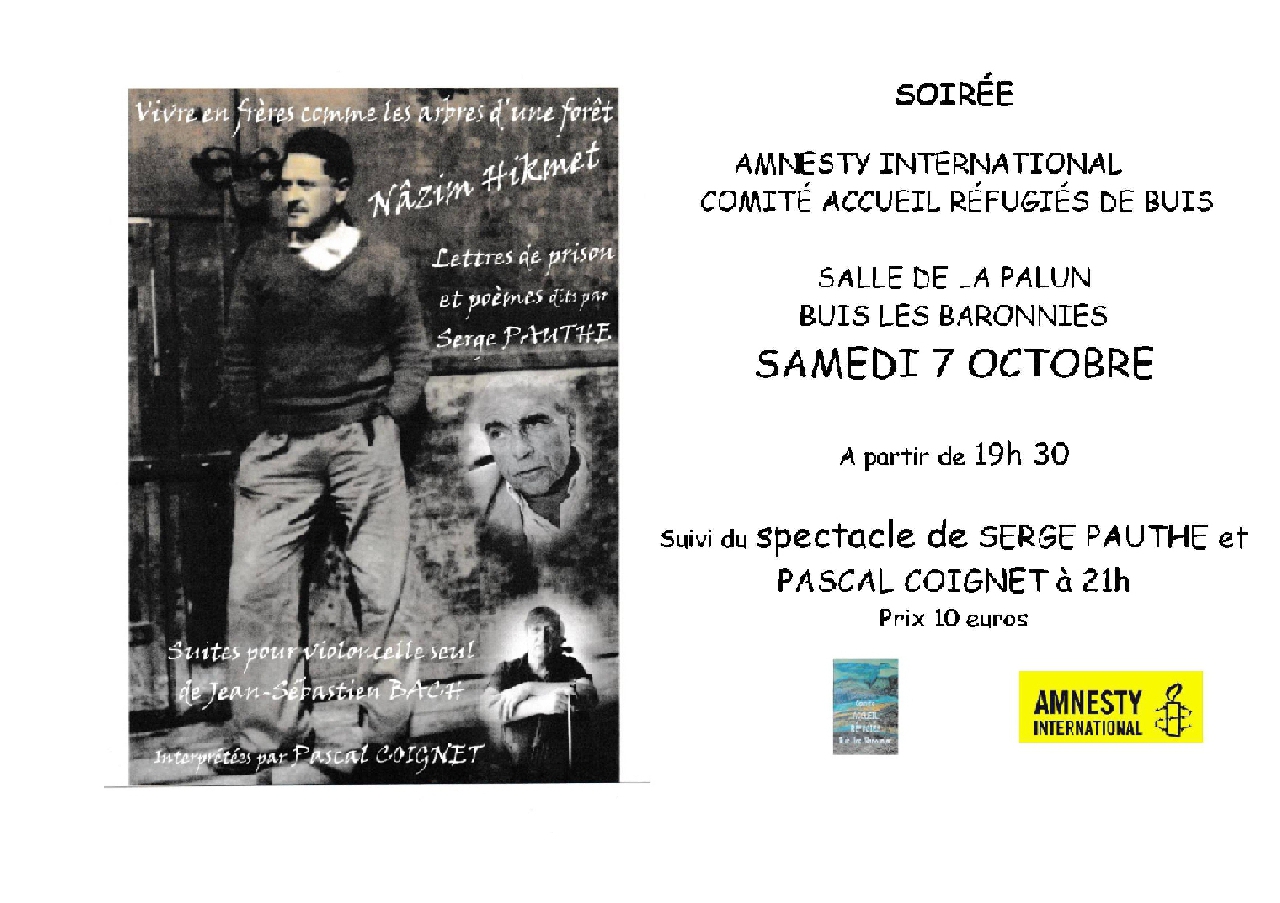 Vivre en frères comme les arbres d'une forêt
Nâzim Hikmet
Lettres de prison
et poèmes dits par
Serge PAUTHE
Suites pour violoncelle seul
de Jean-Sébastien BACH
Interprétées par Pascal COIGNET
SOIRÉE
AMNESTY INTERNATIONAL
COMITÉ ACCUEIL RÉFUGIÉS DE BUIS
SALLE DE LA PALUN
BUIS LES BARONNIES
SAMEDI 7 OCTOBRE
A partir de 19h 30
Suivi du spectacle de SERGE PAUTHE et
PASCAL COIGNET à 21h
Prix 10 euros
AMNESTY
INTERNATIONAL